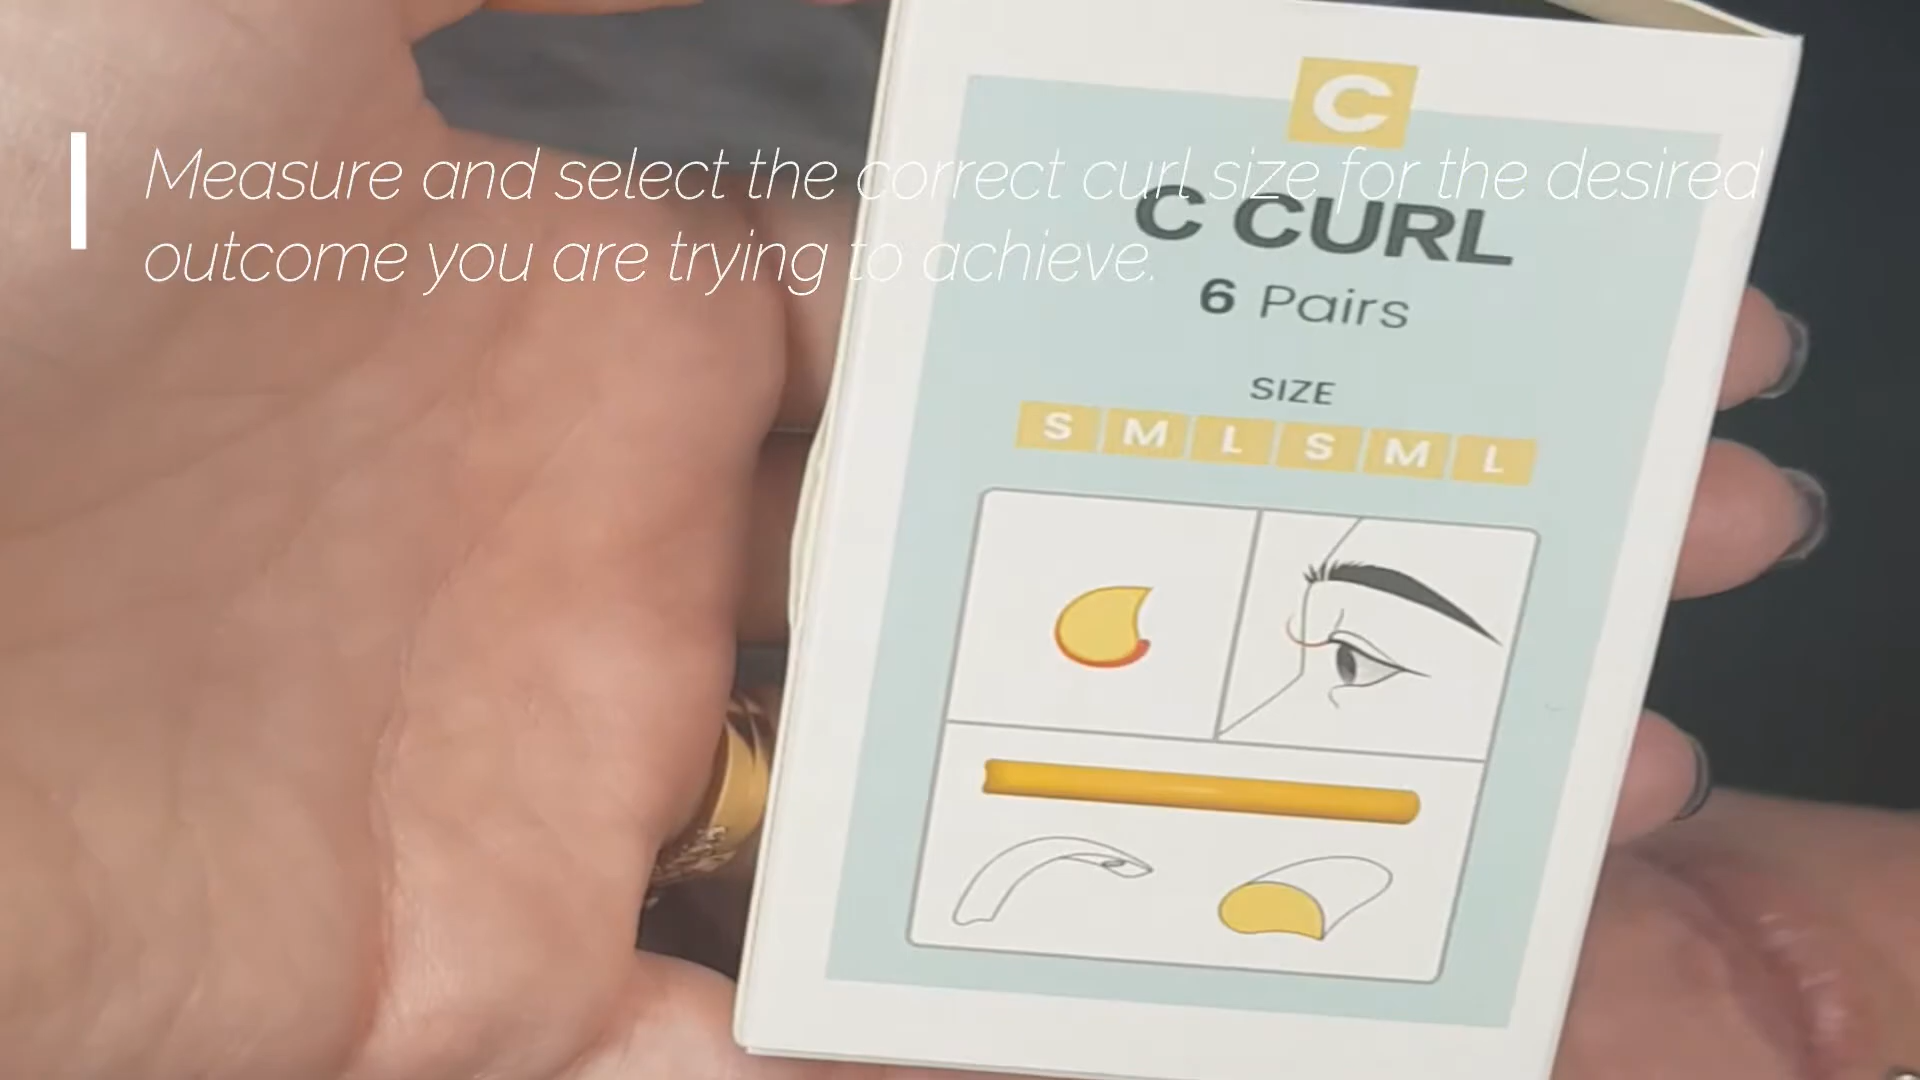 Measure and select the correct curl size for the desired
outcome you are trying to achieve.
C
C CURL
6 Pairs
SIZE
S M L S M L